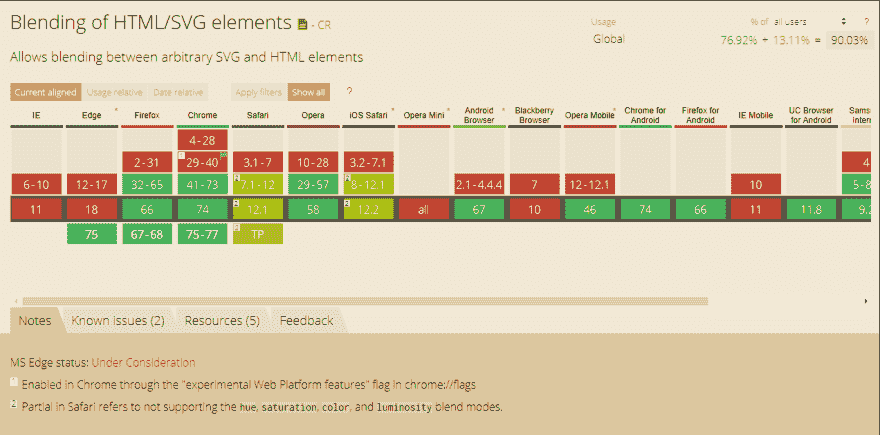 Blending of HTML/SVG elements - CR
Usage % of all users ?
Global 76.92% + 13.11% = 90.03%
Allows blending between arbitrary SVG and HTML elements
Current aligned Usage relative Date relative Apply filters Show all ?
IE Edge * Firefox Chrome Safari Opera iOS Safari * Opera Mini * Android Browser * Blackberry Browser Opera Mobile * Chrome for Android Firefox for Android IE Mobile UC Browser for Android Sams intern
4-28
2-31 1 29-40 3.1-7 10-28 3.2-7.1 4
6-10 12-17 32-65 41-73 2 7.1-12 29-57 2 8-12.1 2.1-4.4.4 7 12-12.1 10 5-8
11 18 66 74 2 12.1 58 2 12.2 all 67 10 46 74 66 11 11.8 9.2
75 67-68 75-77 2 TP
Notes Known issues (2) Resources (5) Feedback
MS Edge status: Under Consideration
1 Enabled in Chrome through the "experimental Web Platform features" flag in chrome://flags
2 Partial in Safari refers to not supporting the hue, saturation, color, and luminosity blend modes.